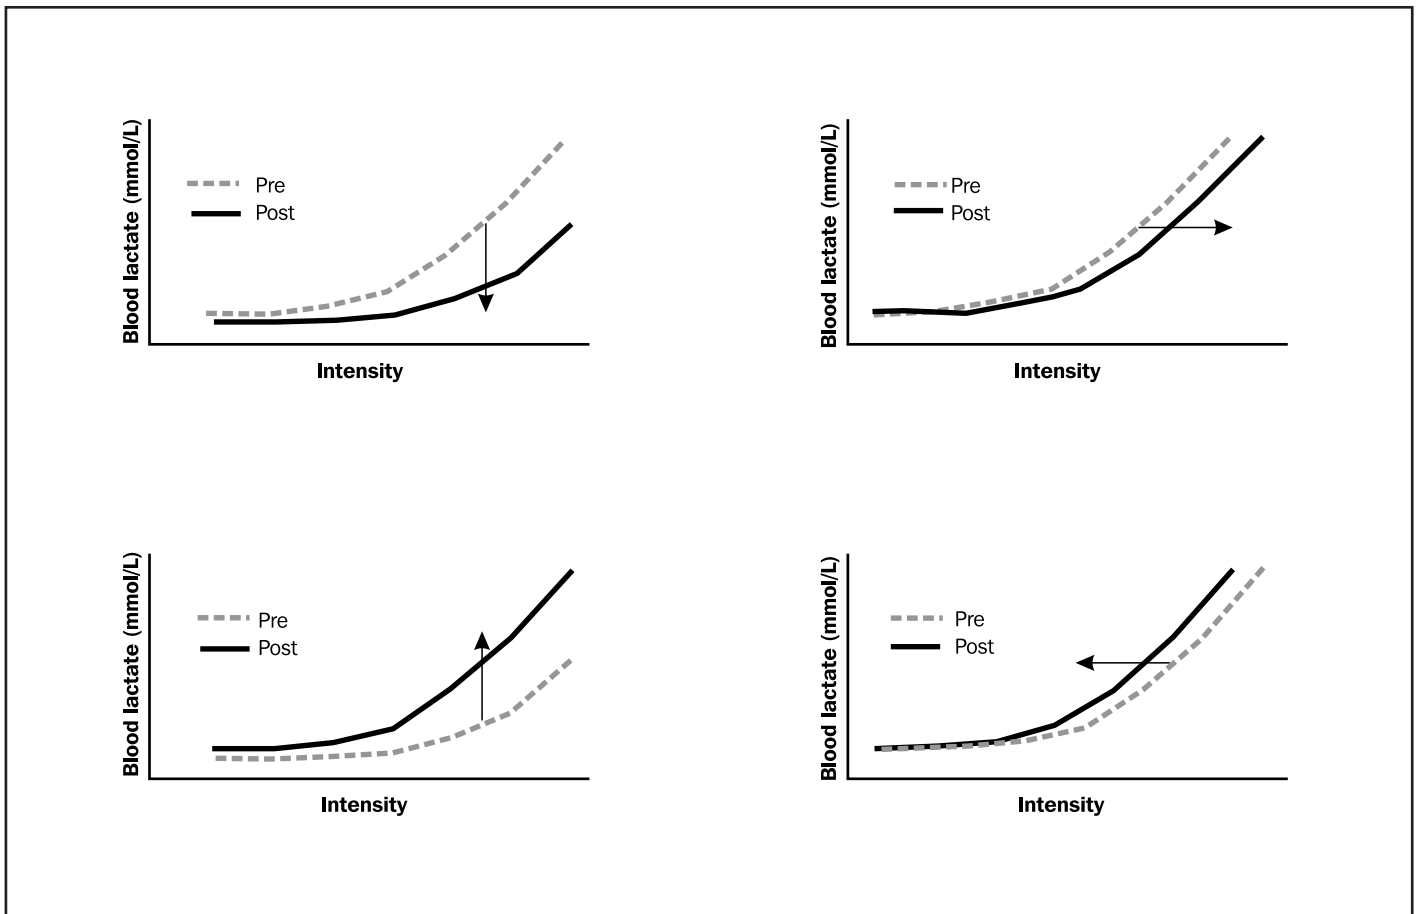 Blood lactate (mmol/L)
Pre
Post
Intensity
Blood lactate (mmol/L)
Pre
Post
Intensity
Blood lactate (mmol/L)
Pre
Post
Intensity
Blood lactate (mmol/L)
Pre
Post
Intensity